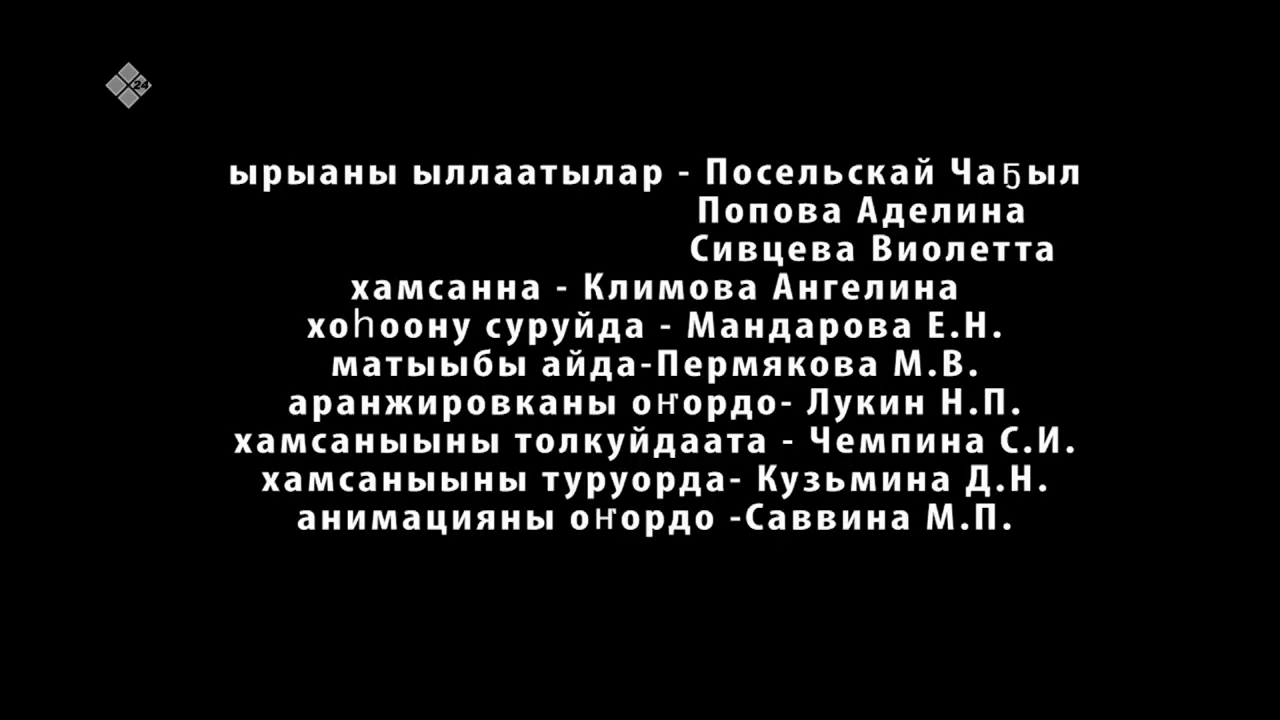 24
ырыаны ыллаатылар - Посельскай Чаҕыл
Попова Аделина
Сивцева Виолетта
хамсанна - Климова Ангелина
хоһоону суруйда - Мандарова Е.Н.
матыыбы айда-Пермякова М.В.
аранжировканы оҥордо- Лукин Н.П.
хамсаныыны толкуйдаата - Чемпина С.И.
хамсаныыны туруорда- Кузьмина Д.Н.
анимацияны оҥордо -Саввина М.П.